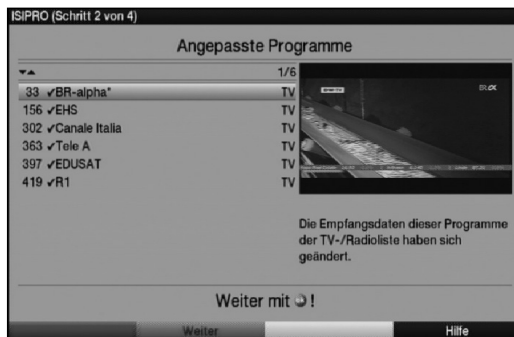 ISIPRO (Schritt 2 von 4)
Angepasste Programme
1/6
33 ✔BR-alpha* TV
156 ✔EHS TV
302 ✔Canale Italia TV
363 ✔Tele A TV
397 ✔EDUSAT TV
419 ✔R1 TV
Die Empfangsdaten dieser Programme
der TV-/Radioliste haben sich
geändert.
Weiter mit !
Weiter
Hilfe